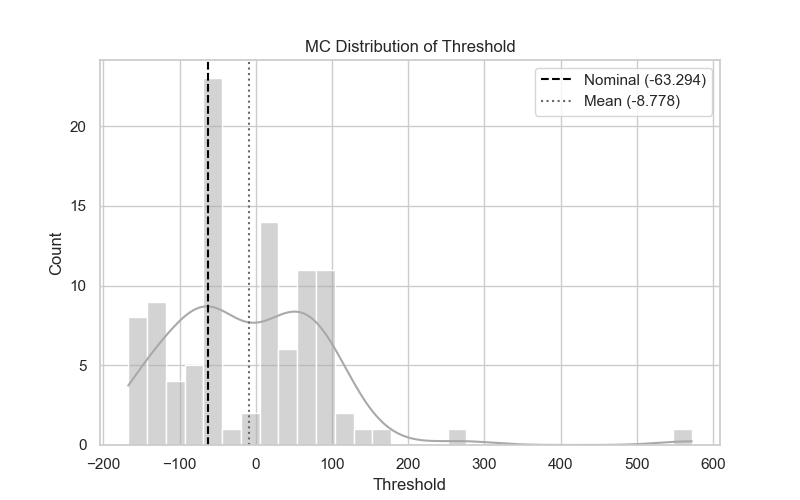 MC Distribution of Threshold
Nominal (-63.294)
Mean (-8.778)
Count
20
15
10
5
0
−200 −100 0 100 200 300 400 500 600
Threshold